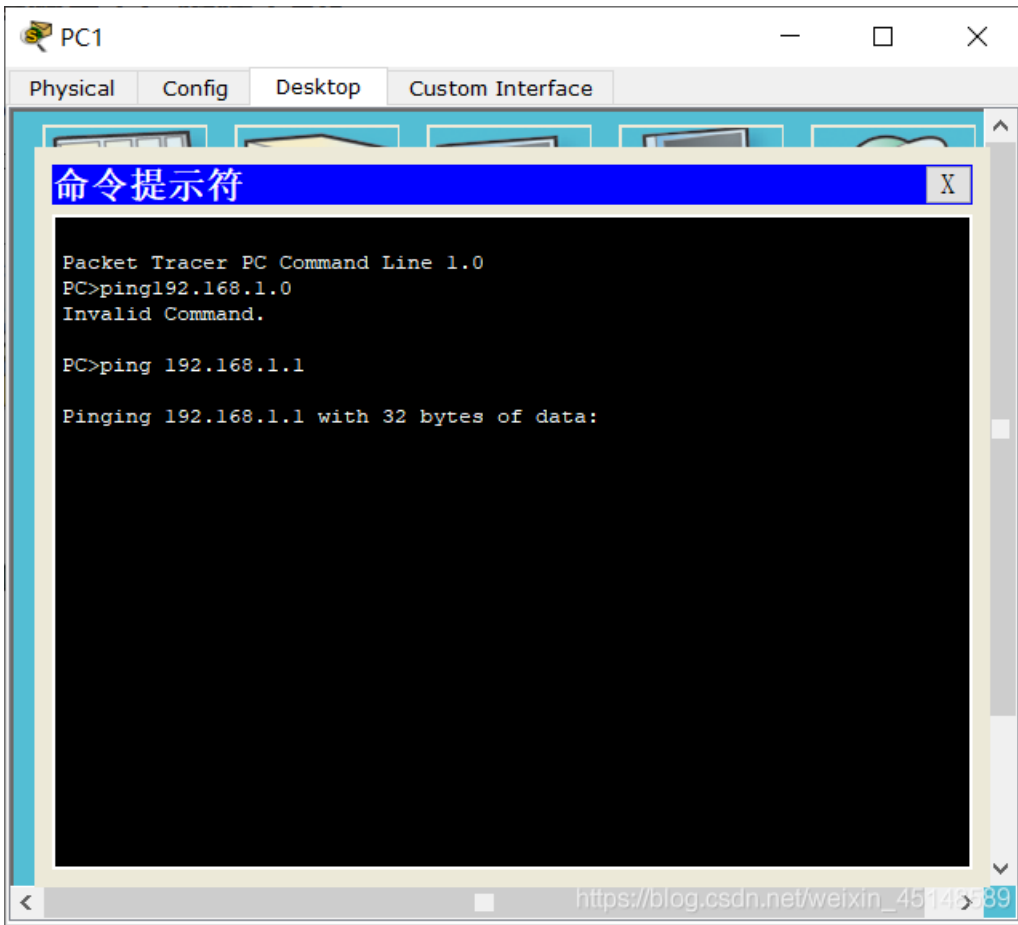 PC1
Physical Config Desktop Custom Interface
命令提示符 X
Packet Tracer PC Command Line 1.0
PC>ping192.168.1.0
Invalid Command.
PC>ping 192.168.1.1
Pinging 192.168.1.1 with 32 bytes of data:
https://blog.csdn.net/weixin_45148589